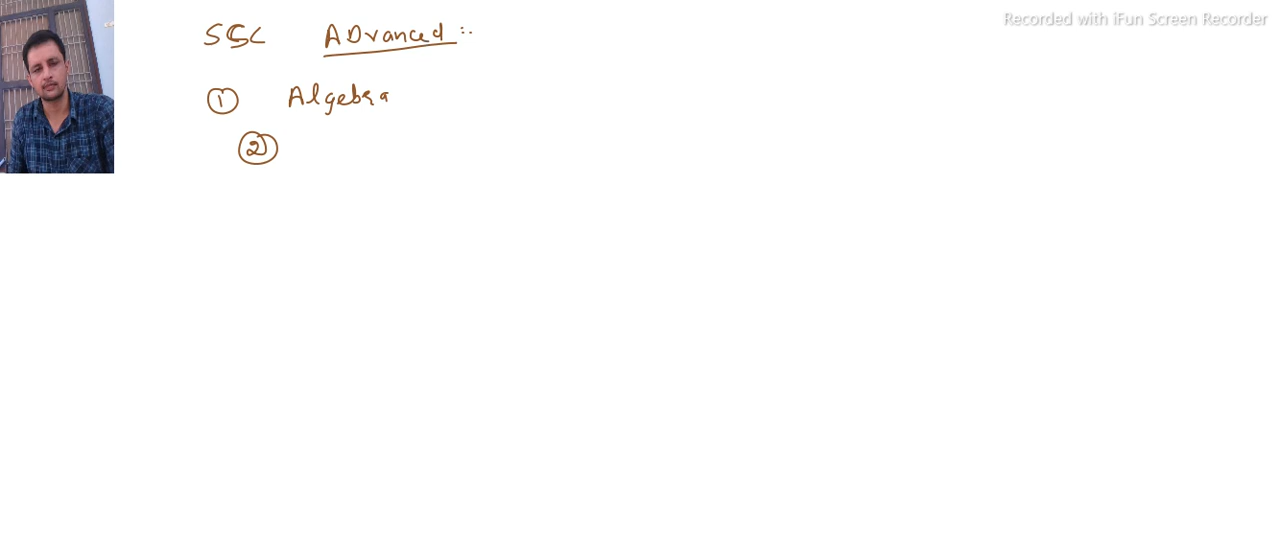 Recorded with iFun Screen Recorder
SSC ADvanced :-
① Algebra
②